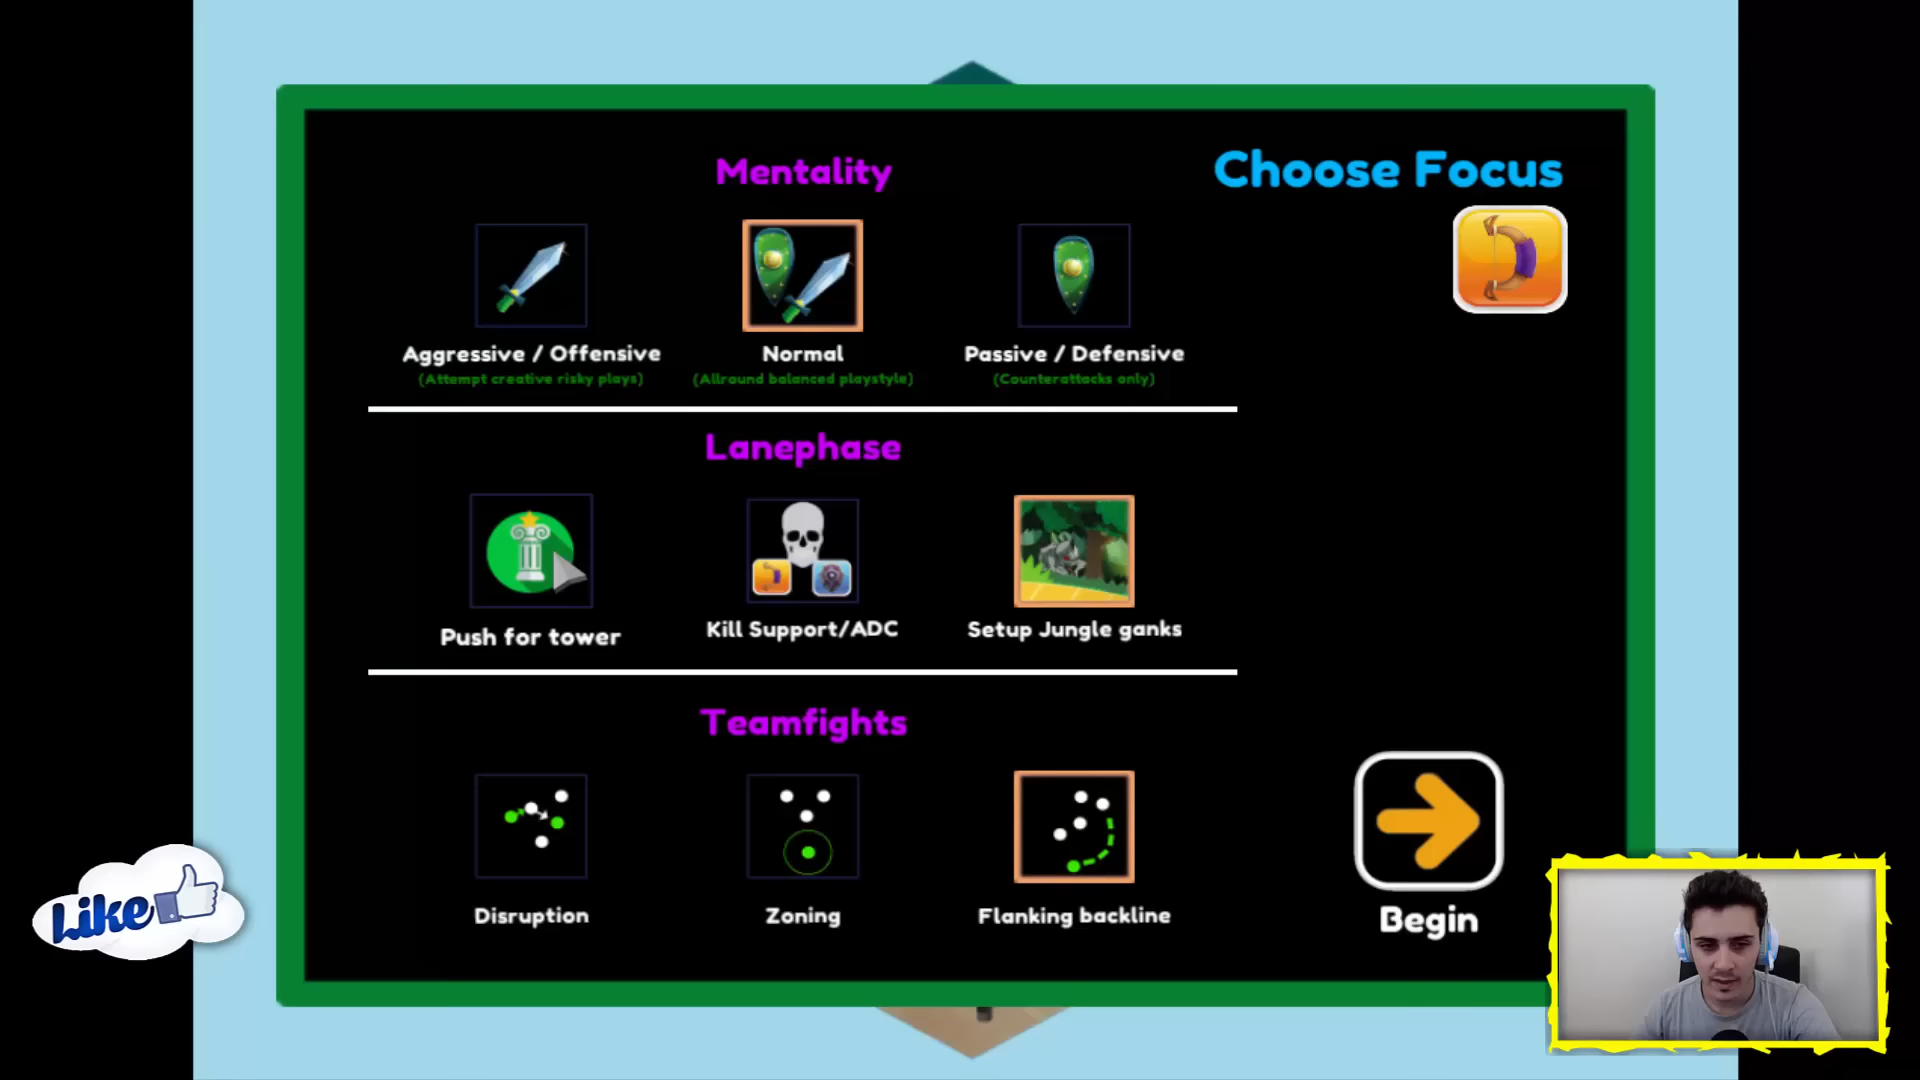 Choose Focus
Mentality
Aggressive / Offensive
(Attempt creative risky plays)
Normal
(Allround balanced playstyle)
Passive / Defensive
(Counterattacks only)
Lanephase
Push for tower
Kill Support/ADC
Setup Jungle ganks
Teamfights
Disruption
Zoning
Flanking backline
Begin
Like